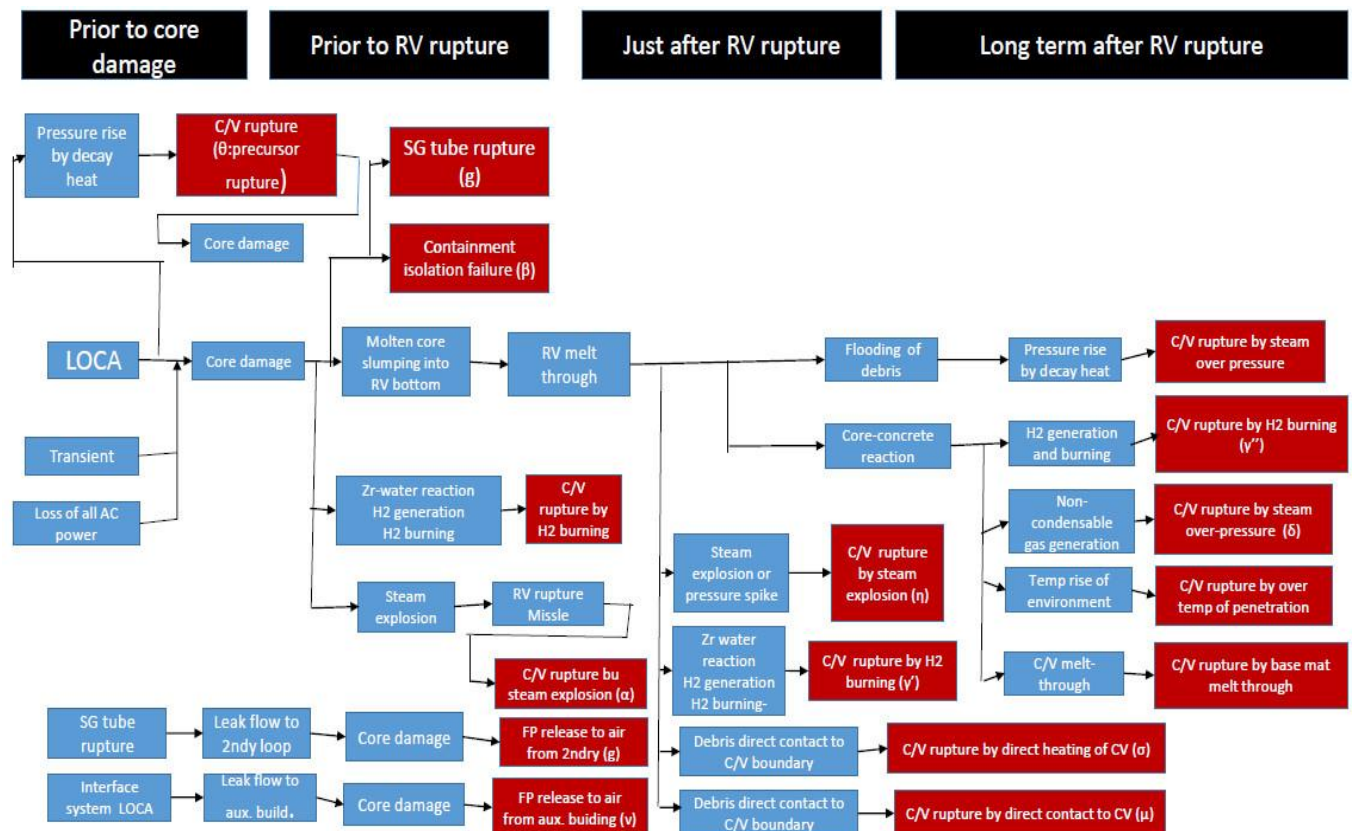 Prior to core
damage
Prior to RV rupture
Just after RV rupture
Long term after RV rupture
Pressure rise
by decay
heat
C/V rupture
(θ:precursor
rupture)
SG tube rupture
(g)
Core damage
Containment
isolation failure (β)
LOCA
Core damage
Molten core
slumping into
RV bottom
RV melt
through
Flooding of
debris
Pressure rise
by decay heat
C/V rupture by steam
over pressure
Transient
Core-concrete
reaction
H2 generation
and burning
C/V rupture by H2 burning
(γ'')
Loss of all AC
power
Zr-water reaction
H2 generation
H2 burning
C/V
rupture by
H2 burning
Non-
condensable
gas generation
C/V rupture by steam
over-pressure (δ)
Steam
explosion
RV rupture
Missle
Steam
explosion or
pressure spike
C/V rupture
by steam
explosion (η)
Temp rise of
environment
C/V rupture by over
temp of penetration
C/V rupture bu
steam explosion (α)
Zr water
reaction
H2 generation
H2 burning-
C/V rupture by H2
burning (γ')
C/V melt-
through
C/V rupture by base mat
melt through
SG tube
rupture
Leak flow to
2ndy loop
Core damage
FP release to air
from 2ndry (g)
Debris direct contact to
C/V boundary
C/V rupture by direct heating of CV (σ)
Interface
system LOCA
Leak flow to
aux. build.
Core damage
FP release to air
from aux. buiding (ν)
Debris direct contact to
C/V boundary
C/V rupture by direct contact to CV (μ)